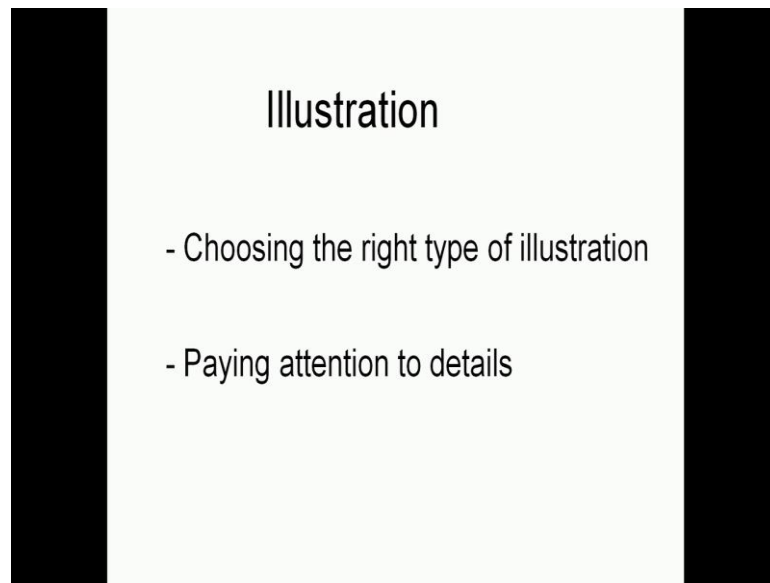 Illustration
- Choosing the right type of illustration
- Paying attention to details